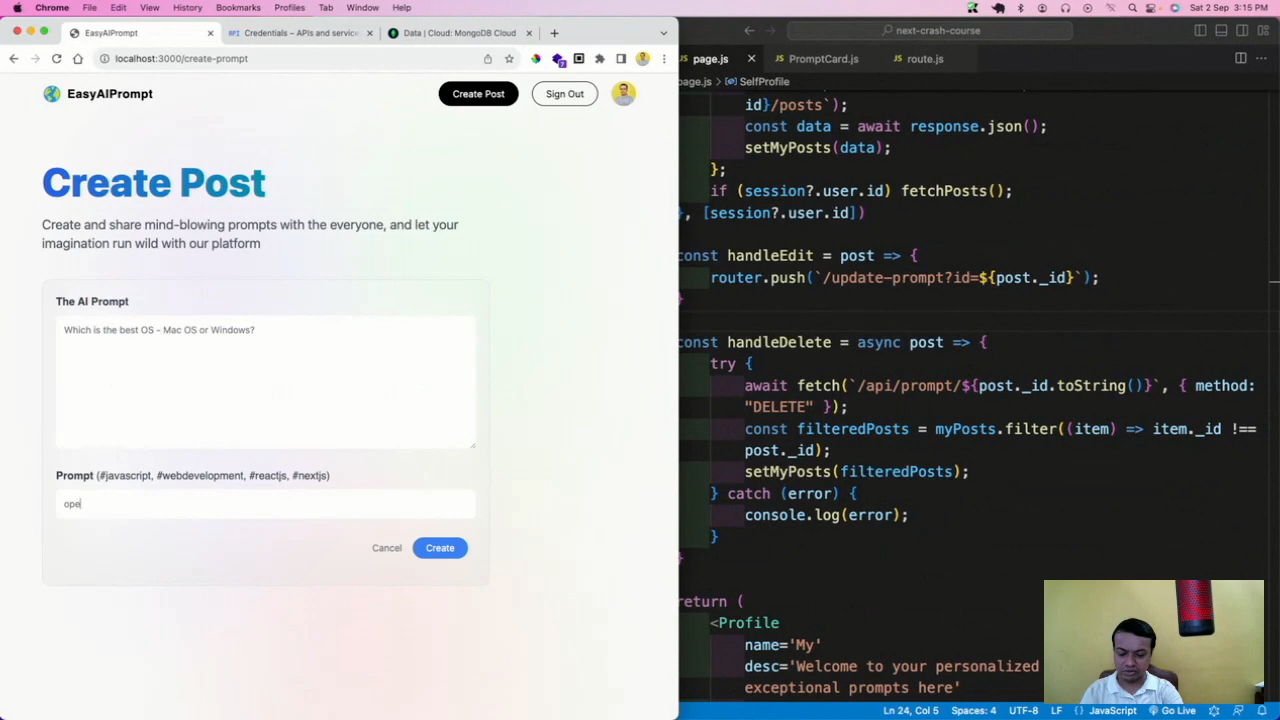 Chrome File Edit View History Bookmarks Profiles Tab Window Help
Sat 2 Sep 3:15 PM
EasyAIPrompt
Credentials – APIs and service
Data | Cloud: MongoDB Cloud
localhost:3000/create-prompt
7
EasyAIPrompt
Create Post
Sign Out
Create Post
Create and share mind-blowing prompts with the everyone, and let your
imagination run wild with our platform
The AI Prompt
Which is the best OS - Mac OS or Windows?
Prompt (#javascript, #webdevelopment, #reactjs, #nextjs)
ope
Cancel
Create
next-crash-course
page.js
PromptCard.js
route.js
page.js > SelfProfile
id}/posts`);
const data = await response.json();
setMyPosts(data);
};
if (session?.user.id) fetchPosts();
}, [session?.user.id])
const handleEdit = post => {
router.push(`/update-prompt?id=${post._id}`);
}
const handleDelete = async post => {
try {
await fetch(`/api/prompt/${post._id.toString()}`, { method:
"DELETE" });
const filteredPosts = myPosts.filter((item) => item._id !==
post._id);
setMyPosts(filteredPosts);
} catch (error) {
console.log(error);
}
}
return (
<Profile
name='My'
desc='Welcome to your personalized
exceptional prompts here'
Ln 24, Col 5 Spaces: 4 UTF-8 LF {} JavaScript Go Live